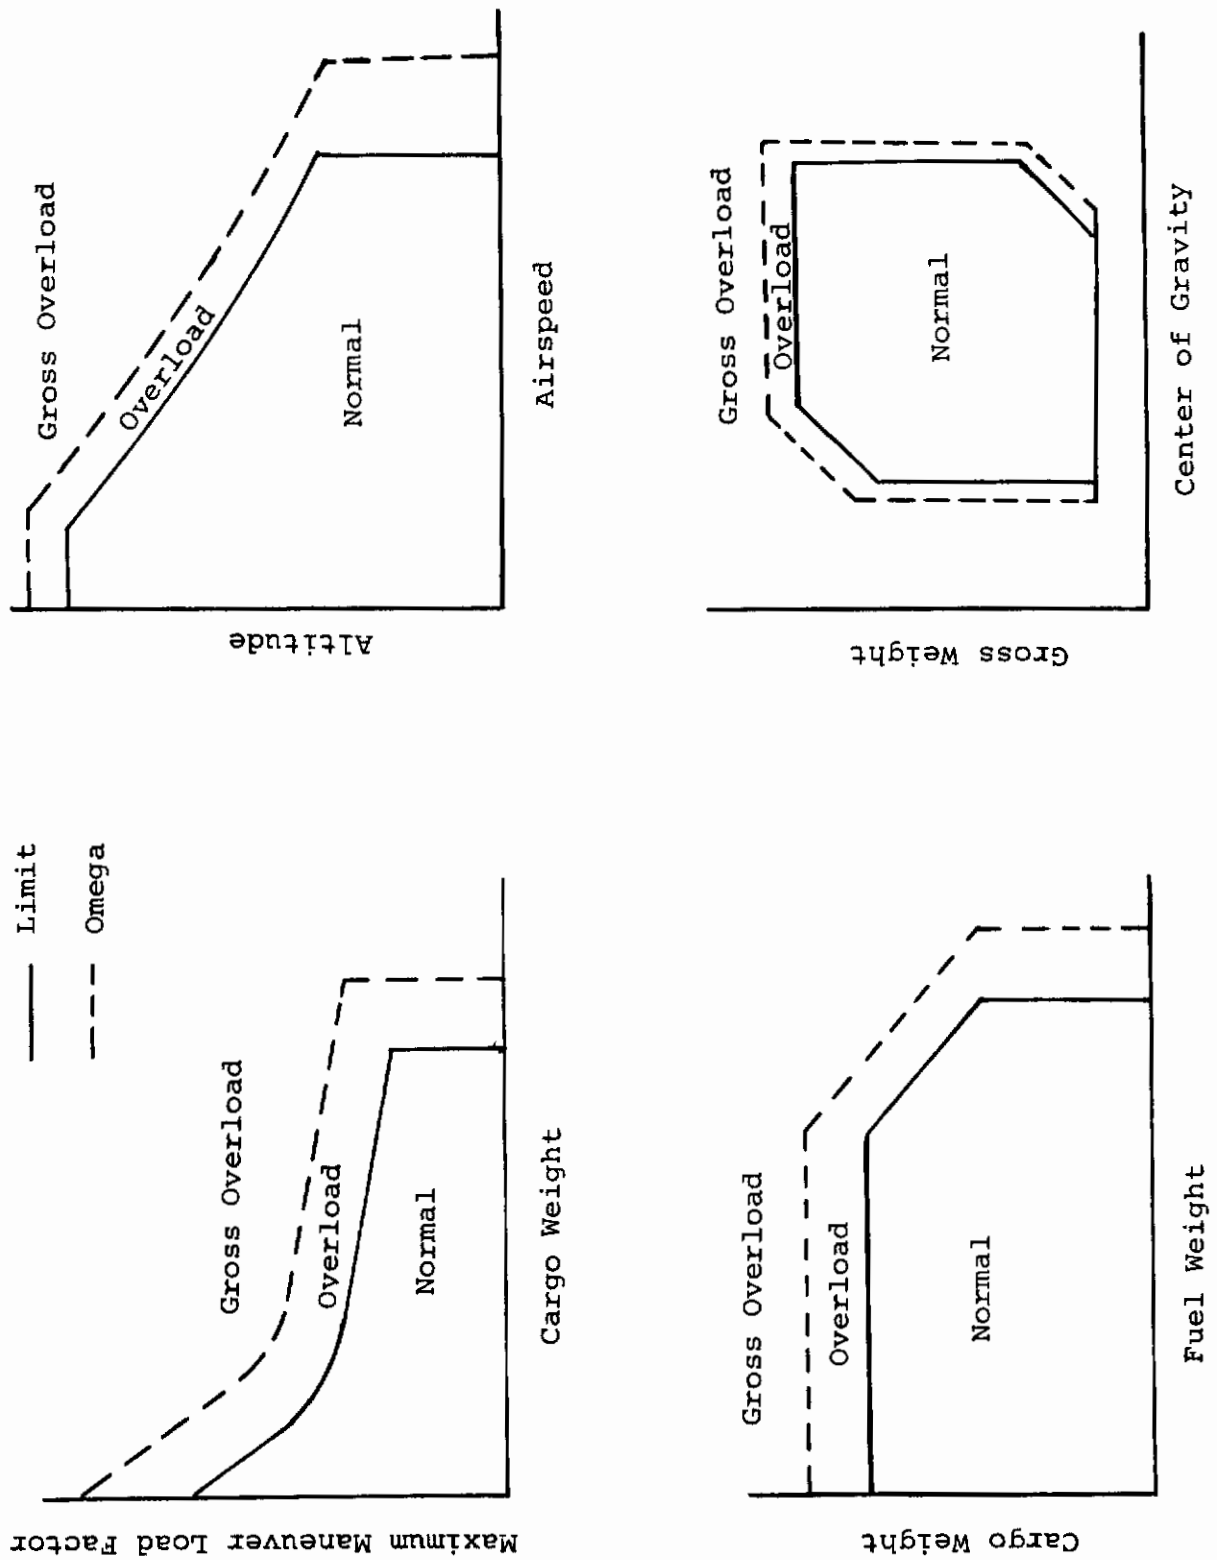 Limit
Omega
Maximum Maneuver Load Factor
Gross Overload
Overload
Normal
Cargo Weight
Altitude
Gross Overload
Overload
Normal
Airspeed
Cargo Weight
Gross Overload
Overload
Normal
Fuel Weight
Gross Weight
Gross Overload
Overload
Normal
Center of Gravity